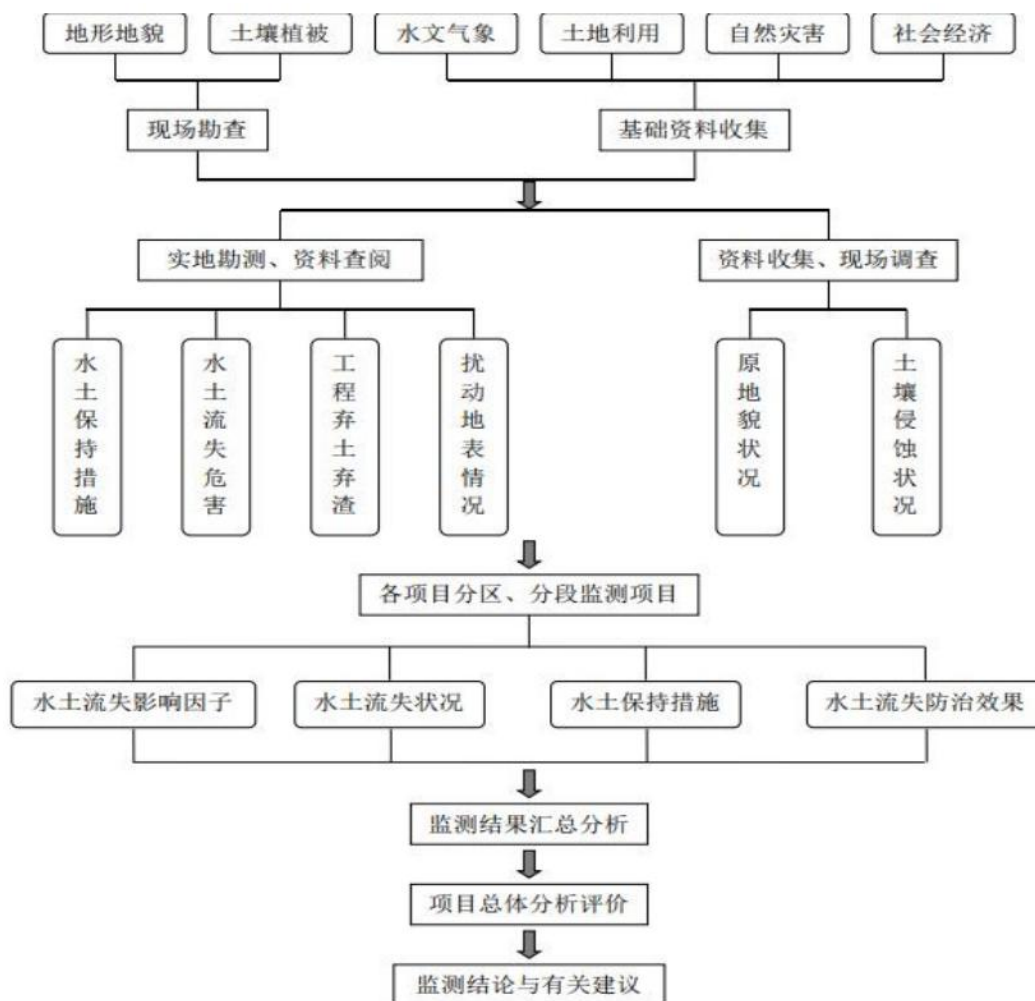 地形地貌
土壤植被
水文气象
土地利用
自然灾害
社会经济
现场勘查
基础资料收集
实地勘测、资料查阅
资料收集、现场调查
水土保持措施
水土流失危害
工程弃土弃渣
扰动地表情况
原地貌状况
土壤侵蚀状况
各项目分区、分段监测项目
水土流失影响因子
水土流失状况
水土保持措施
水土流失防治效果
监测结果汇总分析
项目总体分析评价
监测结论与有关建议